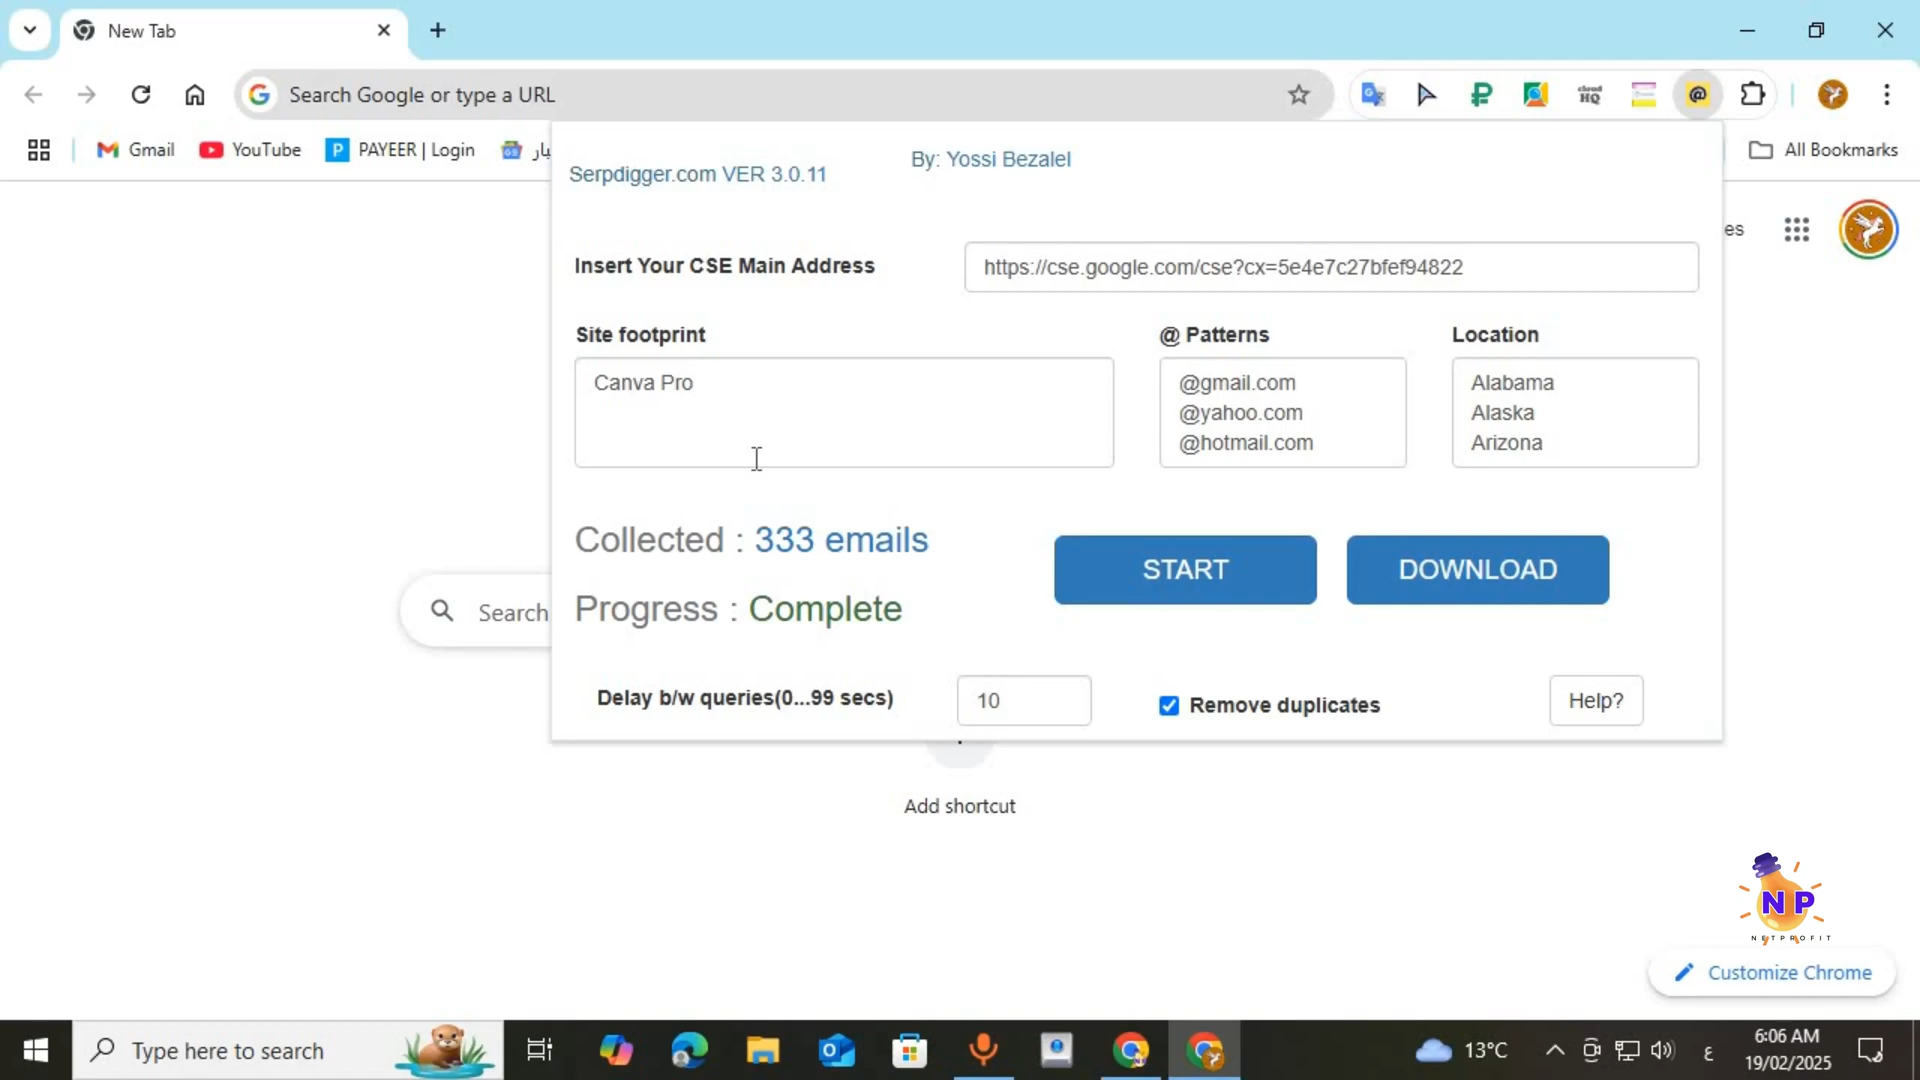 New Tab
Search Google or type a URL
cloud
HQ
Gmail
YouTube
PAYEER | Login
All Bookmarks
Serpdigger.com VER 3.0.11
By: Yossi Bezalel
es
Insert Your CSE Main Address
https://cse.google.com/cse?cx=5e4e7c27bfef94822
Site footprint
@ Patterns
Location
Canva Pro
@gmail.com
Alabama
@yahoo.com
Alaska
@hotmail.com
Arizona
Collected : 333 emails
START
DOWNLOAD
Search
Progress : Complete
Delay b/w queries(0...99 secs)
10
Remove duplicates
Help?
Add shortcut
N P
NETPROFIT
Customize Chrome
Type here to search
13°C
ع
6:06 AM
19/02/2025